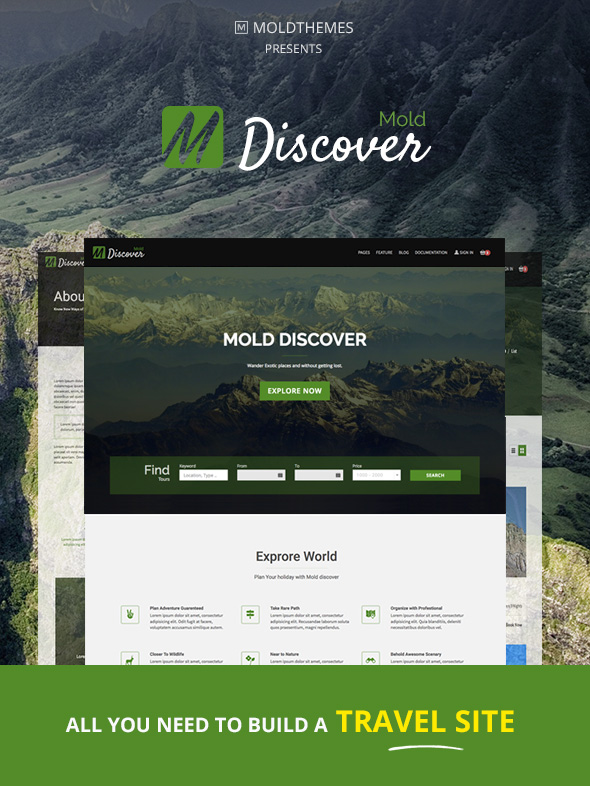 MOLDTHEMES
PRESENTS
Mold
Discover
Mold
Discover
PAGES FEATURE BLOG DOCUMENTATION SIGN IN
Abou
MOLD DISCOVER
Wander Exotic places and without getting lost.
EXPLORE NOW
Find
Tours
Keyword From To Price
Location, Type...
SEARCH
Exprore World
Plan Your holiday with Mold discover
Plan Adventure Guarenteed
Lorem ipsum dolor sit amet, consectetur
adipisicing elit. Odit fugit ac facere,
voluptatem accusamus similique autem.
Take Rare Path
Lorem ipsum dolor sit amet, consectetur
adipisicing elit. Recusandae laborum soluta
quos praesentium, magni repellendus.
Organize with Profentional
Lorem ipsum dolor sit amet, consectetur
adipisicing elit. Quia blanditiis, dolorem
necessitatibus doloribus vel.
Closer To Wildlife
Lorem ipsum dolor sit amet, consectetur
Near to Nature
Lorem ipsum dolor sit amet, consectetur
Behold Awesome Scenary
Lorem ipsum dolor sit amet, consectetur
ALL YOU NEED TO BUILD A TRAVEL SITE